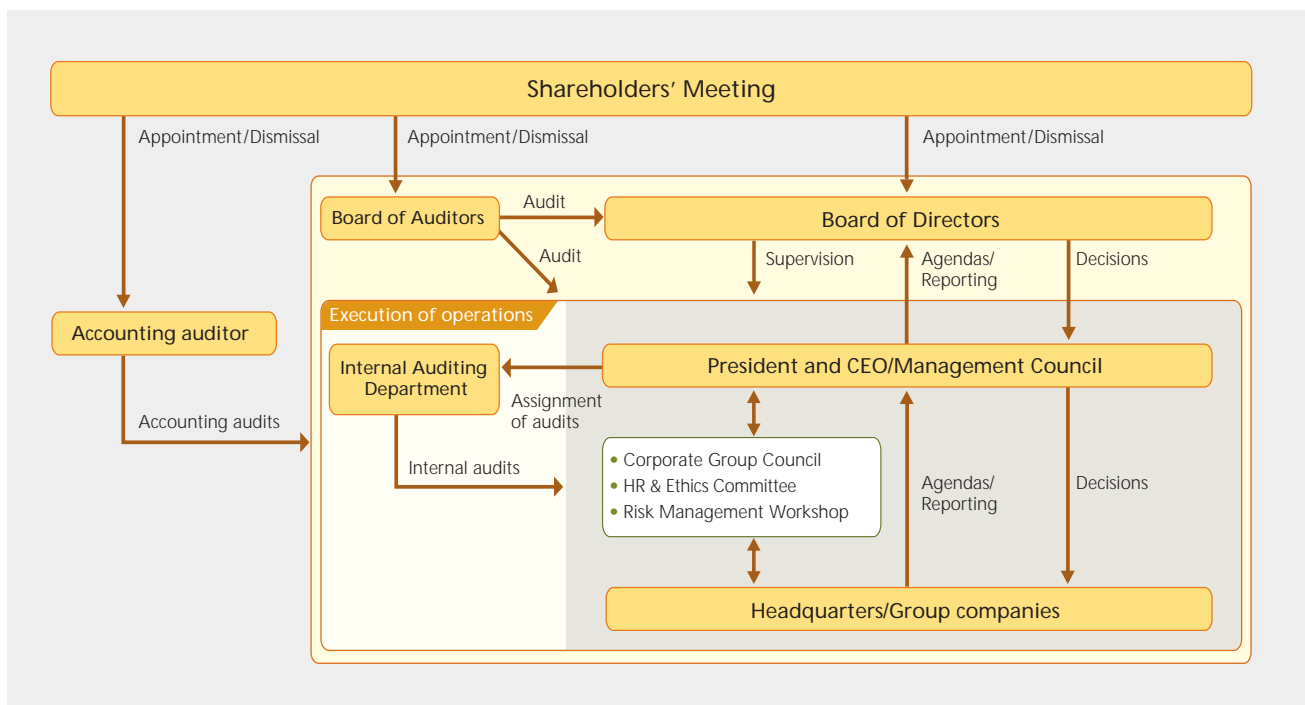 Shareholders' Meeting
Appointment/Dismissal
Appointment/Dismissal
Appointment/Dismissal
Board of Auditors
Audit
Board of Directors
Audit
Supervision
Agendas/
Reporting
Decisions
Execution of operations
Accounting auditor
Internal Auditing
Department
President and CEO/Management Council
Assignment
of audits
Accounting audits
Internal audits
• Corporate Group Council
• HR & Ethics Committee
• Risk Management Workshop
Agendas/
Reporting
Decisions
Headquarters/Group companies